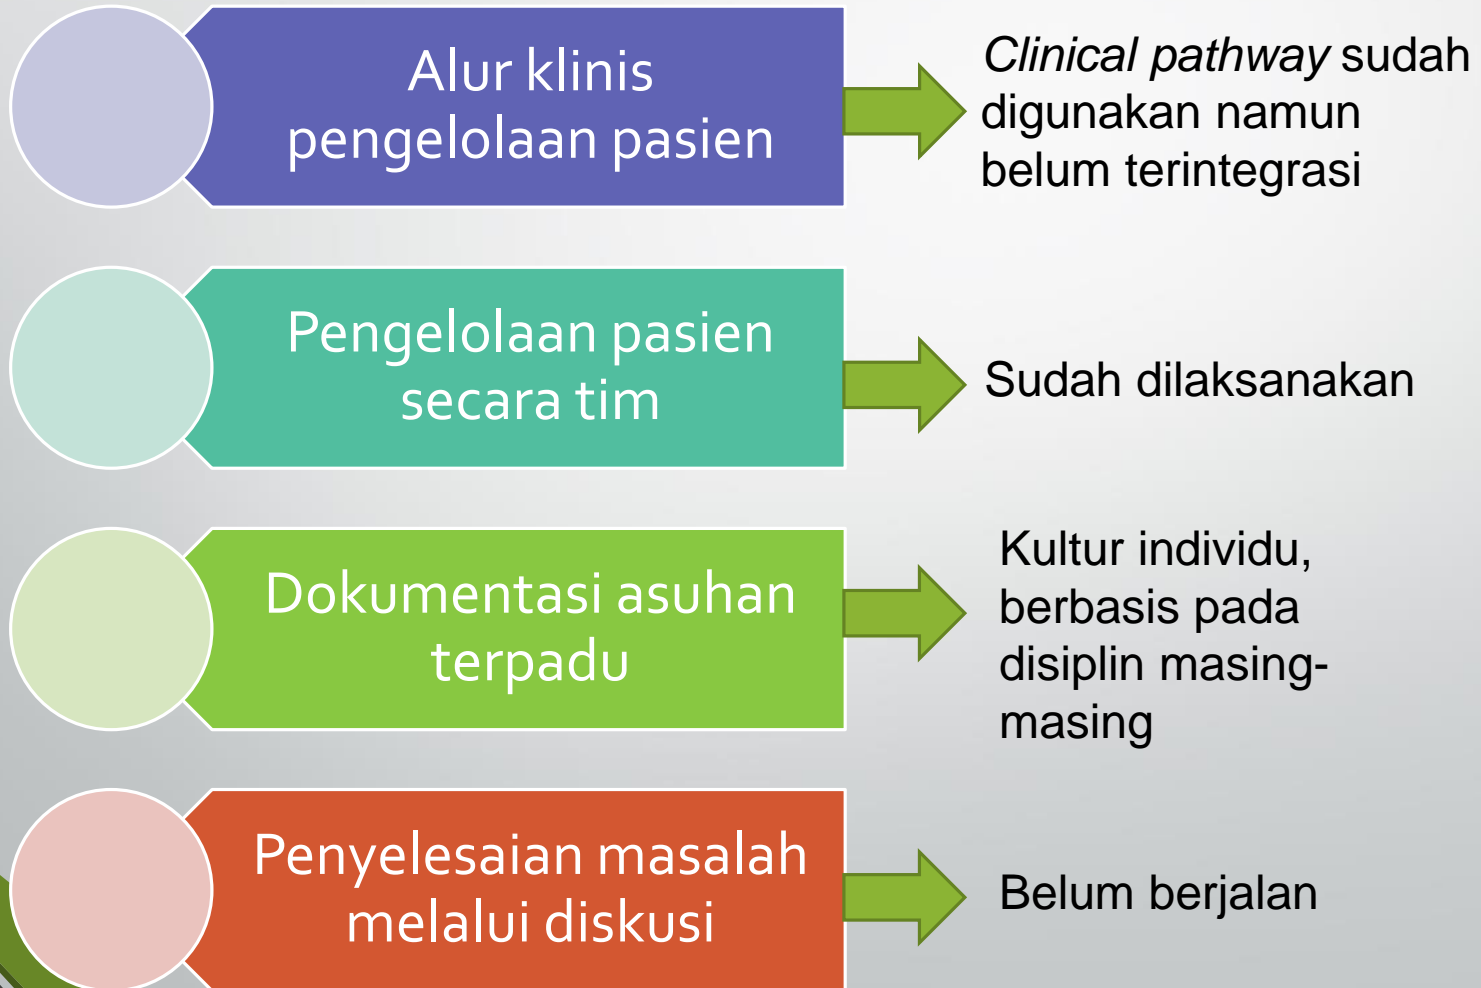 Alur klinis
pengelolaan pasien
Clinical pathway sudah
digunakan namun
belum terintegrasi
Pengelolaan pasien
secara tim
Sudah dilaksanakan
Dokumentasi asuhan
terpadu
Kultur individu,
berbasis pada
disiplin masing-
masing
Penyelesaian masalah
melalui diskusi
Belum berjalan